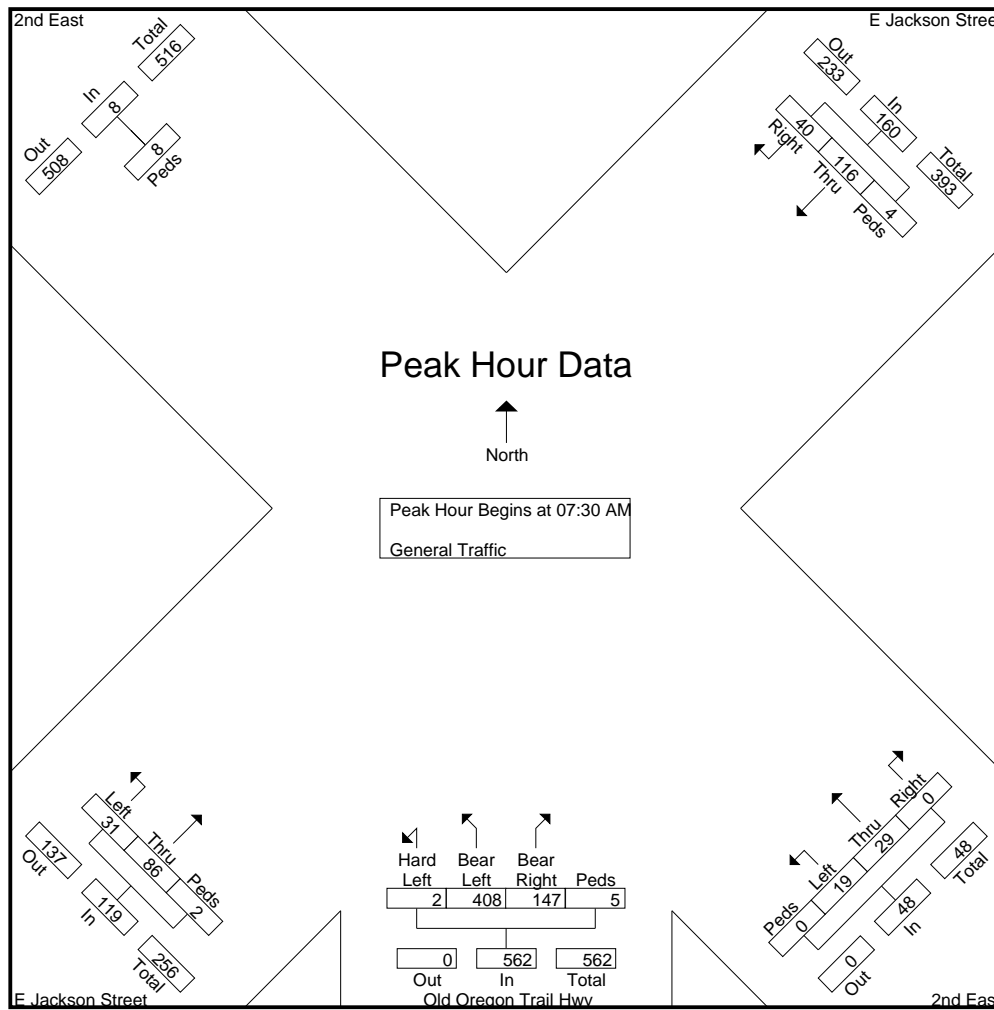 2nd East
Out
508
In
8
Total
516
8
Peds
E Jackson Stree
Out
233
In
160
Total
393
40
116
4
Right
Thru
Peds
Peak Hour Data
North
Peak Hour Begins at 07:30 AM
General Traffic
Left
Thru
Peds
31
86
2
137
119
256
Out
In
Total
E Jackson Street
Hard Left
Bear Left
Bear Right
Peds
2
408
147
5
0
562
562
Out
In
Total
Old Oregon Trail Hwy
Peds
Left
Thru
Right
0
19
29
0
0
48
48
Out
In
Total
2nd East